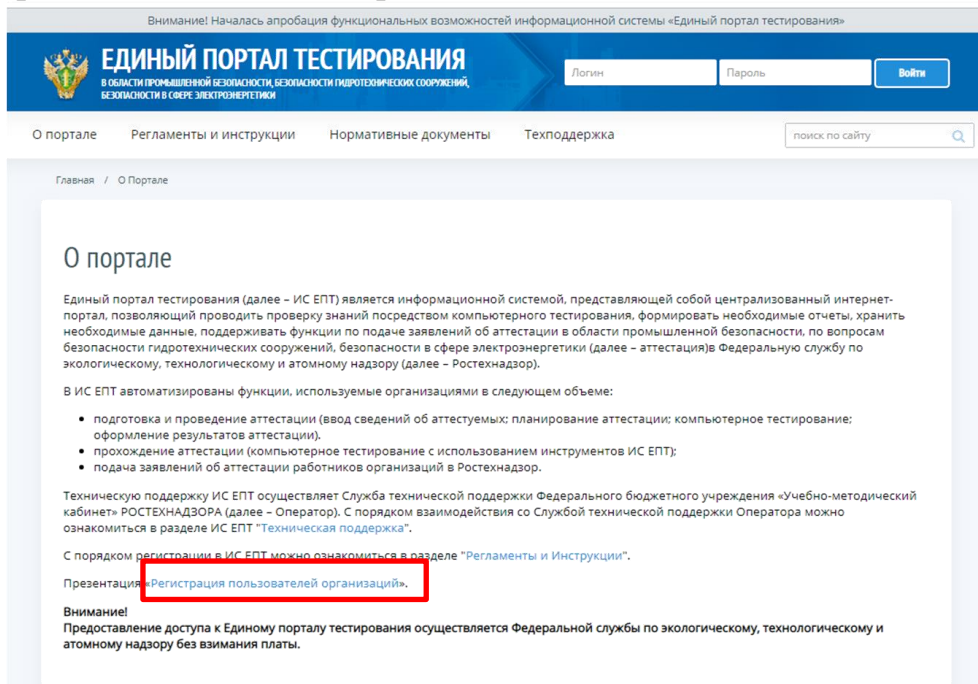 Внимание! Началась апробация функциональных возможностей информационной системы «Единый портал тестирования»
ЕДИНЫЙ ПОРТАЛ ТЕСТИРОВАНИЯ
В ОБЛАСТИ ПРОМЫШЛЕННОЙ БЕЗОПАСНОСТИ, БЕЗОПАСНОСТИ ГИДРОТЕХНИЧЕСКИХ СООРУЖЕНИЙ,
БЕЗОПАСНОСТИ В СФЕРЕ ЭЛЕКТРОЭНЕРГЕТИКИ
Логин
Пароль
Войти
О портале
Регламенты и инструкции
Нормативные документы
Техподдержка
поиск по сайту
Главная / О Портале
О портале
Единый портал тестирования (далее – ИС ЕПТ) является информационной системой, представляющей собой централизованный интернет-
портал, позволяющий проводить проверку знаний посредством компьютерного тестирования, формировать необходимые отчеты, хранить
необходимые данные, поддерживать функции по подаче заявлений об аттестации в области промышленной безопасности, по вопросам
безопасности гидротехнических сооружений, безопасности в сфере электроэнергетики (далее – аттестация)в Федеральную службу по
экологическому, технологическому и атомному надзору (далее – Ростехнадзор).
В ИС ЕПТ автоматизированы функции, используемые организациями в следующем объеме:
• подготовка и проведение аттестации (ввод сведений об аттестуемых; планирование аттестации; компьютерное тестирование;
оформление результатов аттестации).
• прохождение аттестации (компьютерное тестирование с использованием инструментов ИС ЕПТ);
• подача заявлений об аттестации работников организаций в Ростехнадзор.
Техническую поддержку ИС ЕПТ осуществляет Служба технической поддержки Федерального бюджетного учреждения «Учебно-методический
кабинет» РОСТЕХНАДЗОРА (далее – Оператор). С порядком взаимодействия со Службой технической поддержки Оператора можно
ознакомиться в разделе ИС ЕПТ "Техническая поддержка".
С порядком регистрации в ИС ЕПТ можно ознакомиться в разделе "Регламенты и Инструкции".
Презентация «Регистрация пользователей организаций».
Внимание!
Предоставление доступа к Единому порталу тестирования осуществляется Федеральной службы по экологическому, технологическому и
атомному надзору без взимания платы.